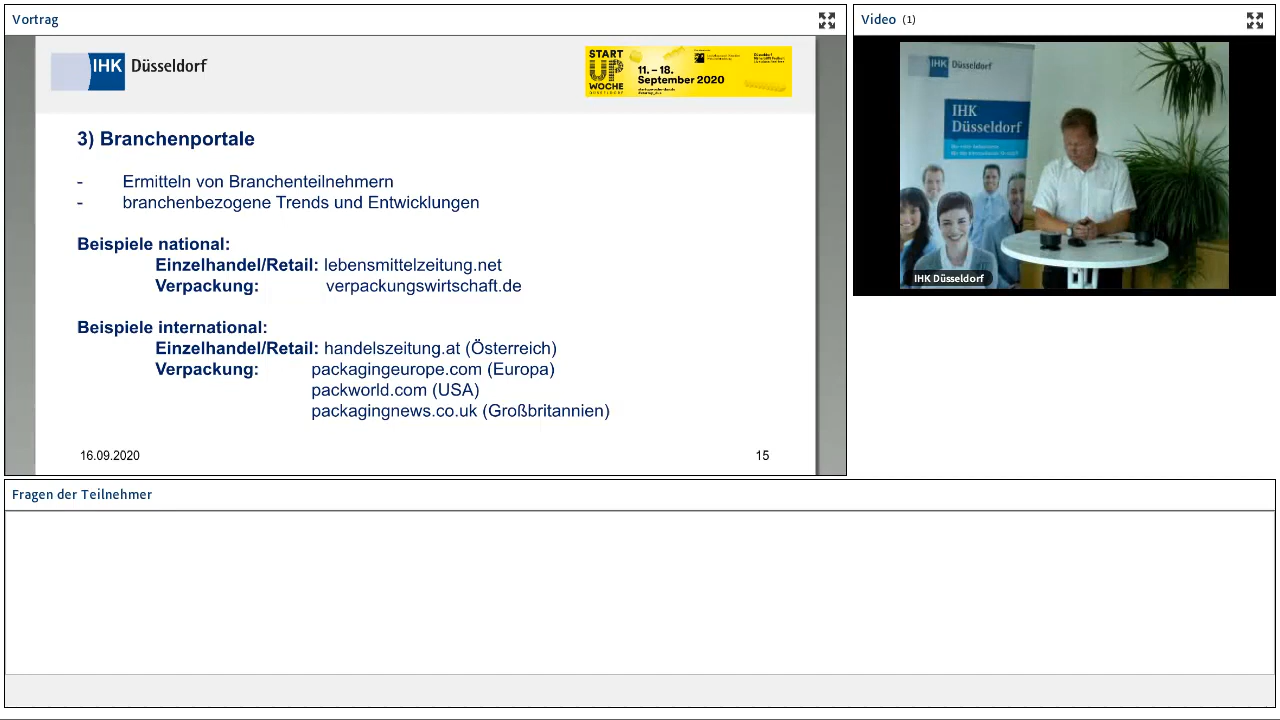 Vortrag
IHK Düsseldorf
START
UP
WOCHE
DÜSSELDORF
11. – 18.
September 2020
3) Branchenportale
- Ermitteln von Branchenteilnehmern
- branchenbezogene Trends und Entwicklungen
Beispiele national:
Einzelhandel/Retail: lebensmittelzeitung.net
Verpackung: verpackungswirtschaft.de
Beispiele international:
Einzelhandel/Retail: handelszeitung.at (Österreich)
Verpackung: packagingeurope.com (Europa)
packworld.com (USA)
packagingnews.co.uk (Großbritannien)
16.09.2020 15
Video (1)
IHK Düsseldorf
IHK
Düsseldorf
IHK Düsseldorf
Fragen der Teilnehmer